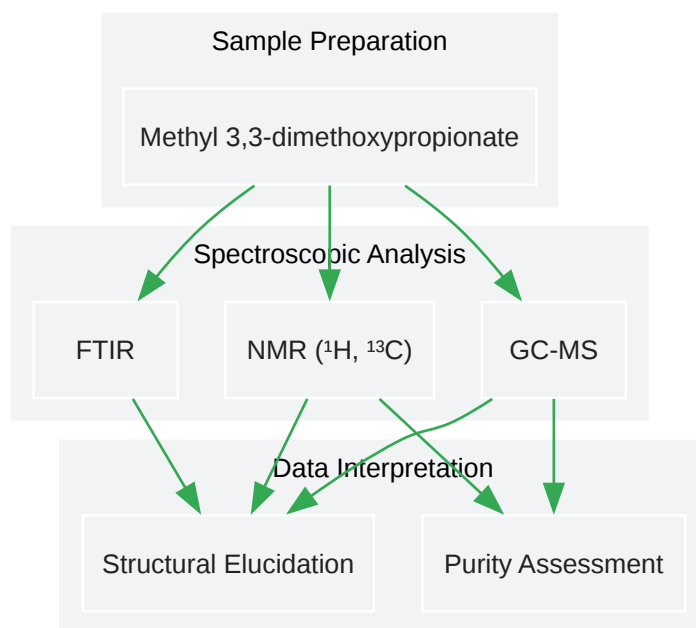 Sample Preparation
Methyl 3,3-dimethoxypropionate
Spectroscopic Analysis
FTIR
NMR (¹H, ¹³C)
GC-MS
Data Interpretation
Structural Elucidation
Purity Assessment